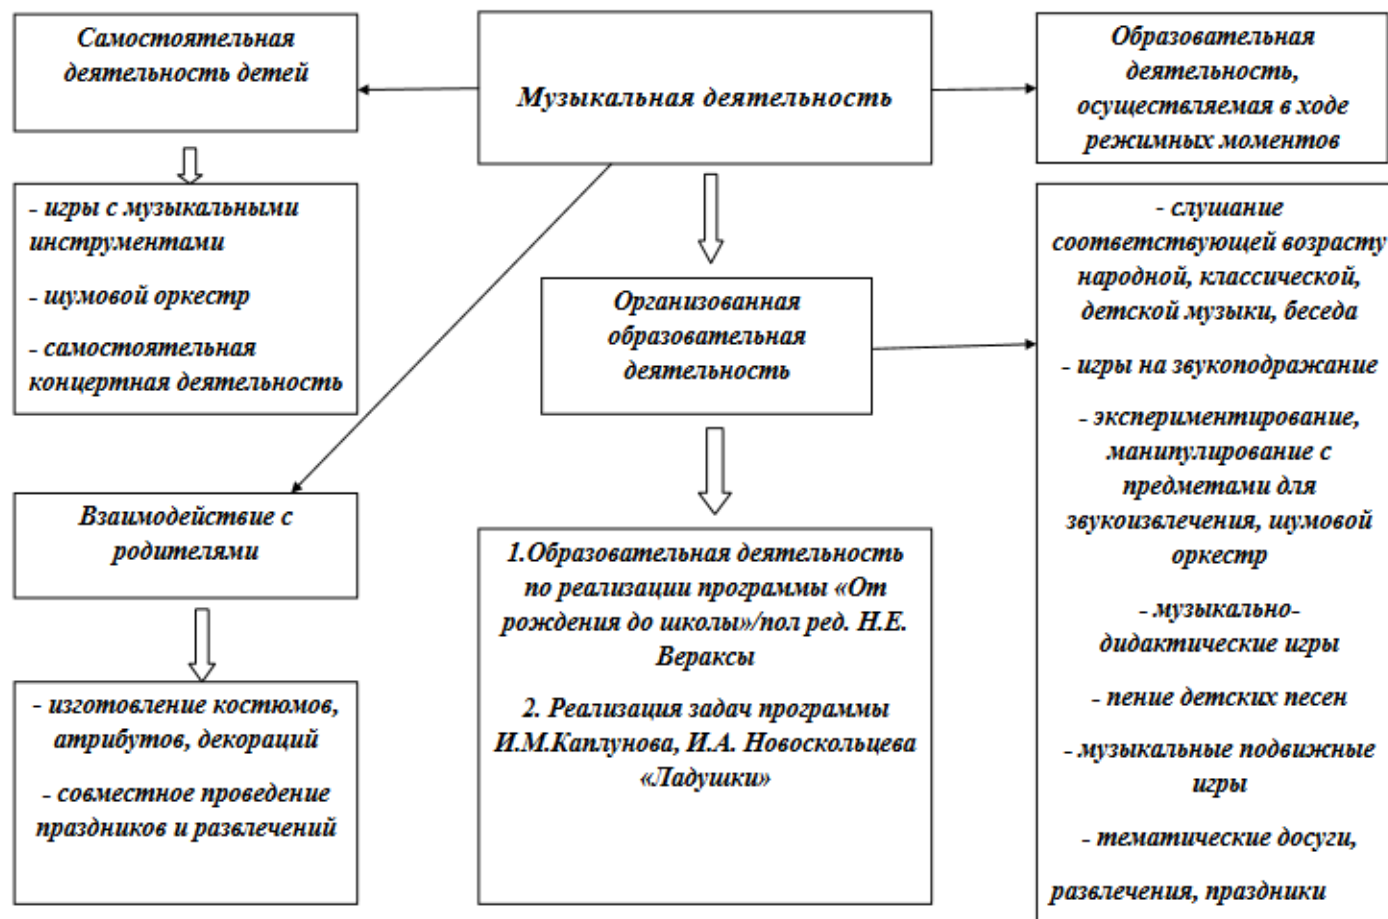 Самостоятельная
деятельность детей
Музыкальная деятельность
Образовательная
деятельность,
осуществляемая в ходе
режимных моментов
- игры с музыкальными
инструментами
- шумовой оркестр
- самостоятельная
концертная деятельность
Организованная
образовательная
деятельность
- слушание
соответствующей возрасту
народной, классической,
детской музыки, беседа
- игры на звукоподражание
- экспериментирование,
манипулирование с
предметами для
звукоизвлечения, шумовой
оркестр
- музыкально-
дидактические игры
- пение детских песен
- музыкальные подвижные
игры
- тематические досуги,
развлечения, праздники
Взаимодействие с
родителями
1.Образовательная деятельность
по реализации программы «От
рождения до школы»/пол ред. Н.Е.
Вераксы
2. Реализация задач программы
И.М.Каплунова, И.А. Новоскольцева
«Ладушки»
- изготовление костюмов,
атрибутов, декораций
- совместное проведение
праздников и развлечений